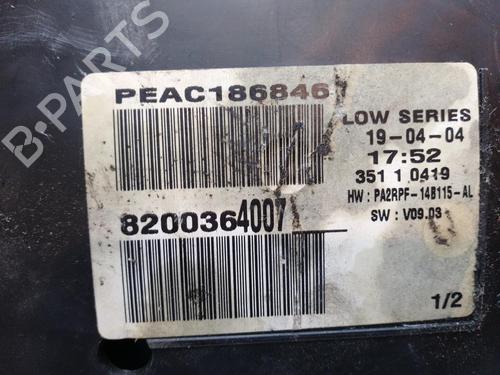 B-PARTS
PEAC186846
LOW SERIES
19-04-04
17:52
351 1 0419
HW : PA2RPF-14B115-AL
SW : V09.03
8200364007
1/2